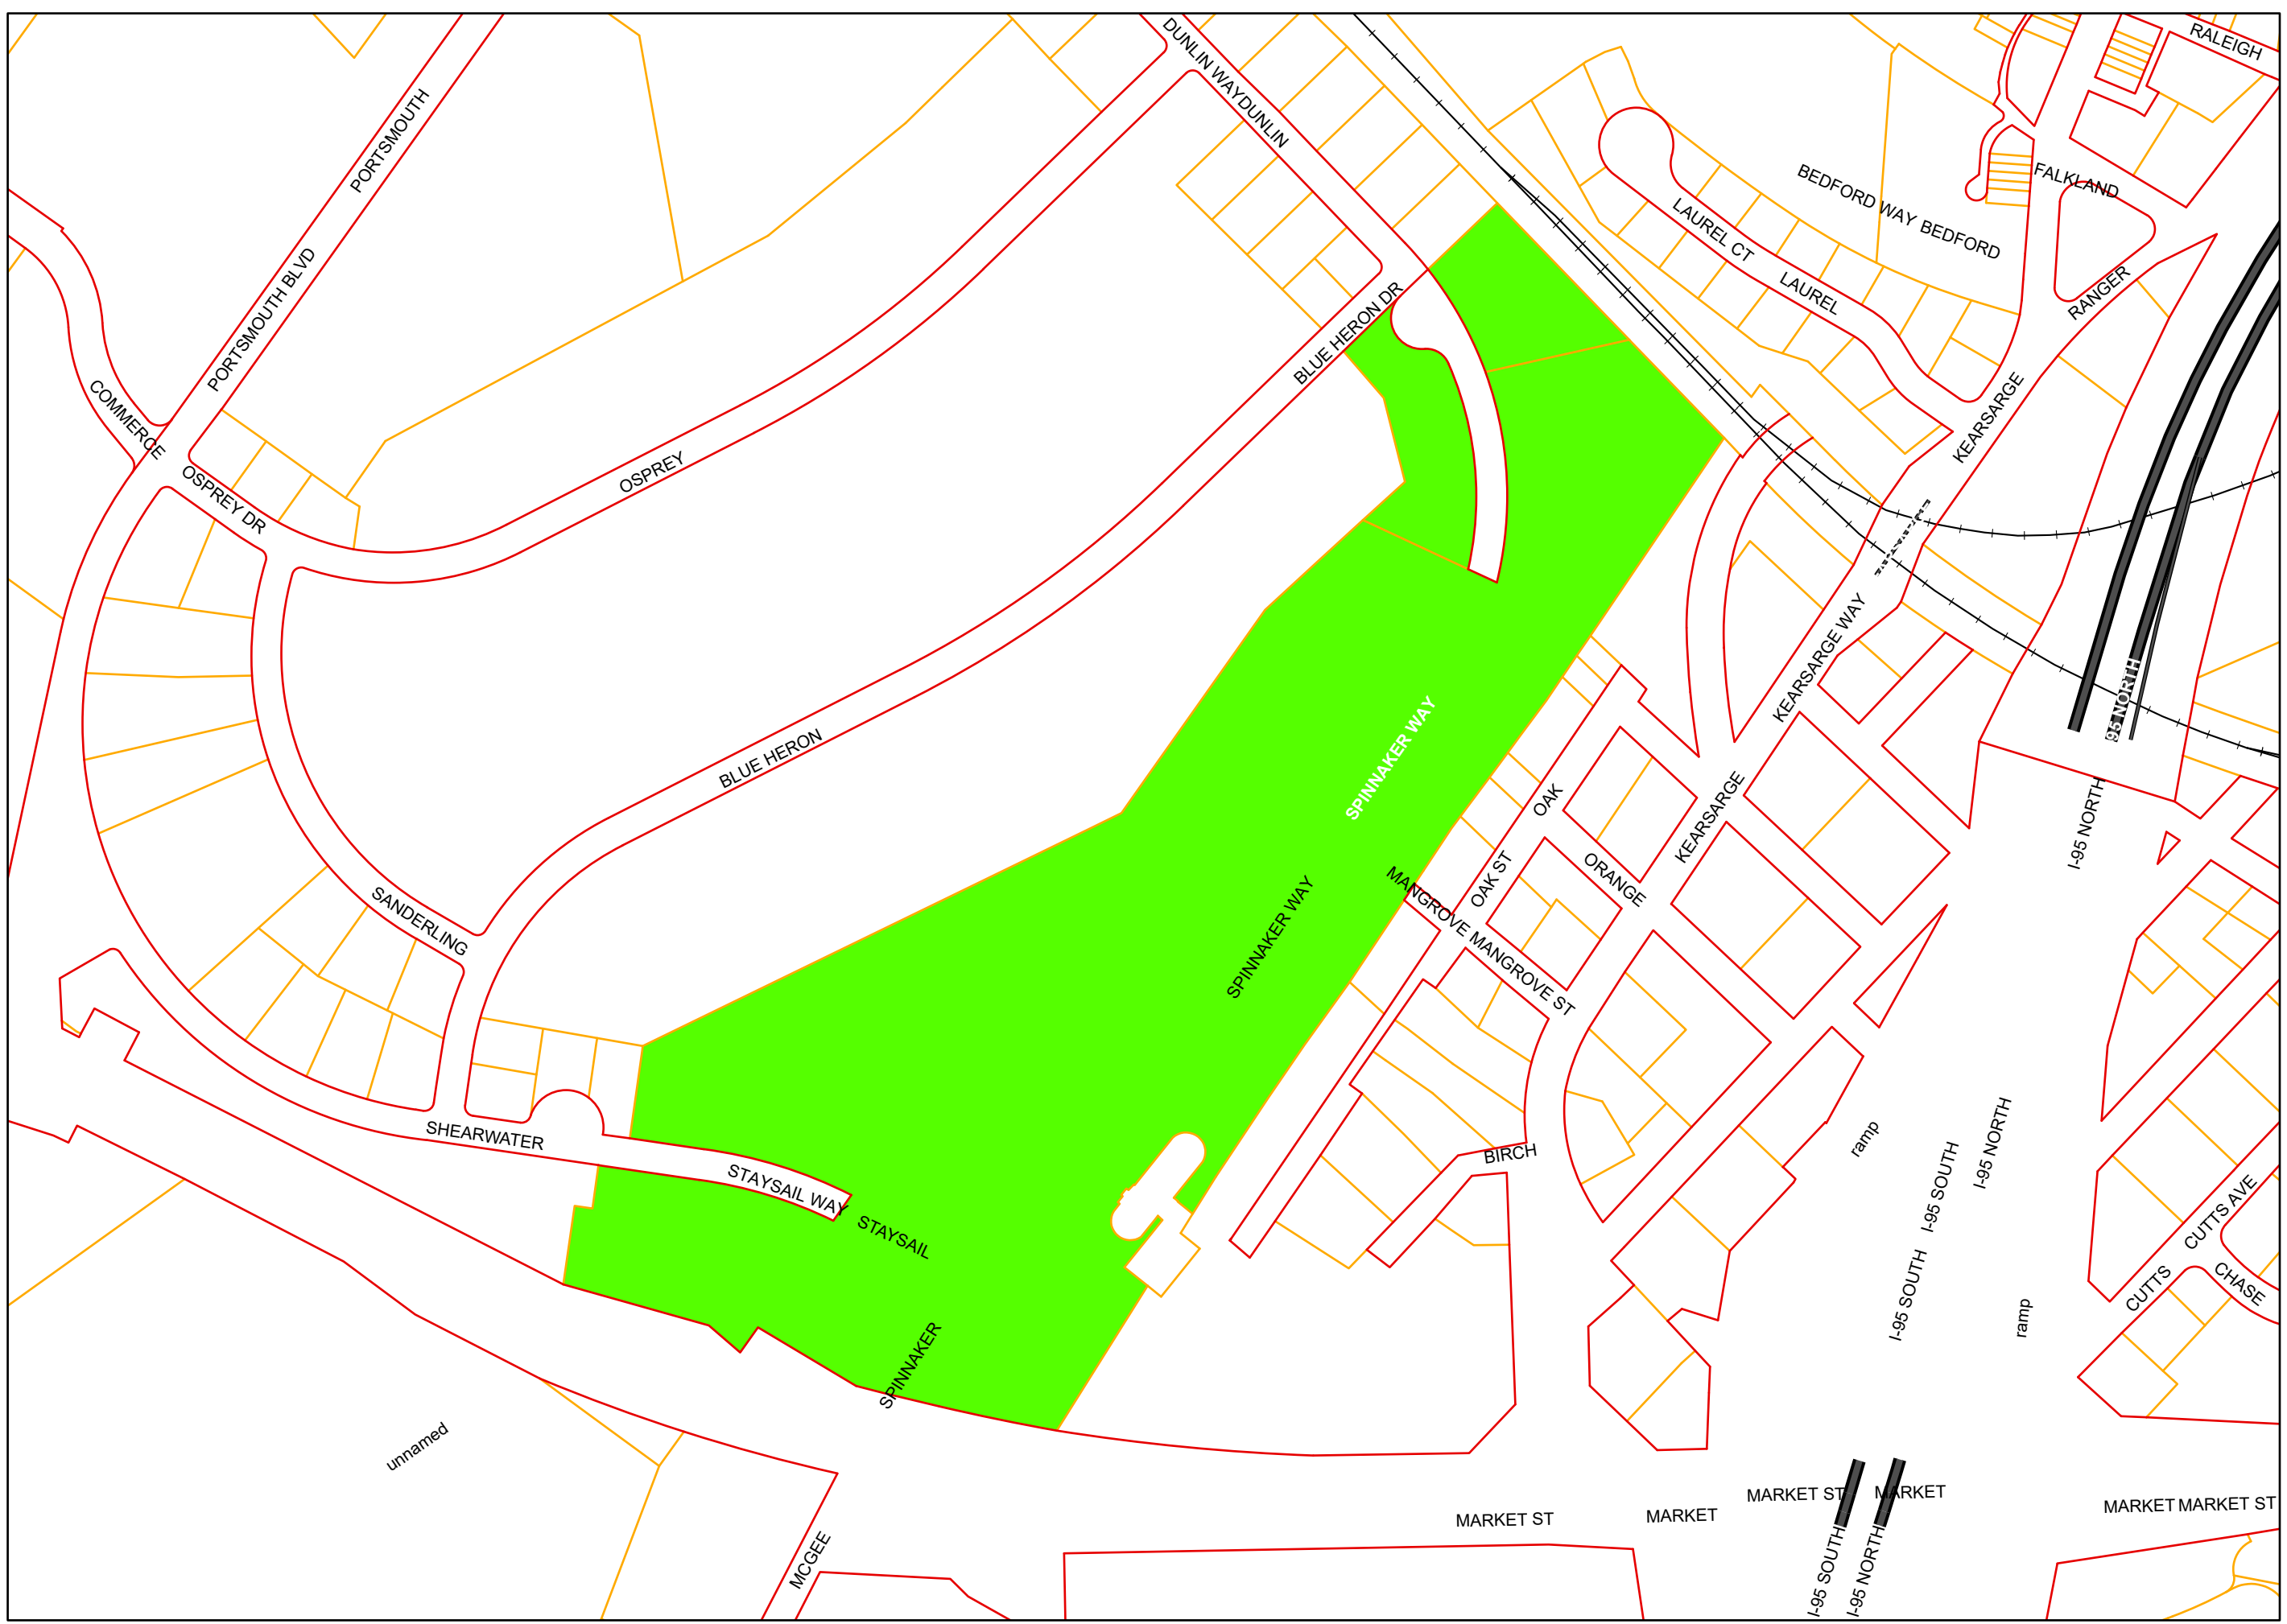 RALEIGH
DUNLIN WAY
DUNLIN
PORTSMOUTH
FALKLAND
BEDFORD WAY
BEDFORD
LAUREL CT
LAUREL
RANGER
PORTSMOUTH BLVD
BLUE HERON DR
COMMERCE
KEARSARGE
OSPREY
OSPREY DR
KEARSARGE WAY
95 NORTH
SPINNAKER WAY
BLUE HERON
OAK
KEARSARGE
I-95 NORTH
OAK ST
ORANGE
MANGROVE
MANGROVE ST
SPINNAKER WAY
SANDERLING
SHEARWATER
BIRCH
ramp
I-95 NORTH
I-95 SOUTH
STAYSAIL WAY
STAYSAIL
CUTTS AVE
CUTTS
CHASE
I-95 SOUTH
ramp
SPINNAKER
unnamed
MARKET ST
MARKET
MARKET ST
MARKET
MARKET
MARKET ST
MCGEE
I-95 SOUTH
I-95 NORTH